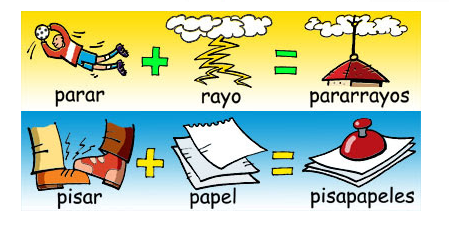 parar + rayo = pararrayos
pisar + papel = pisapapeles